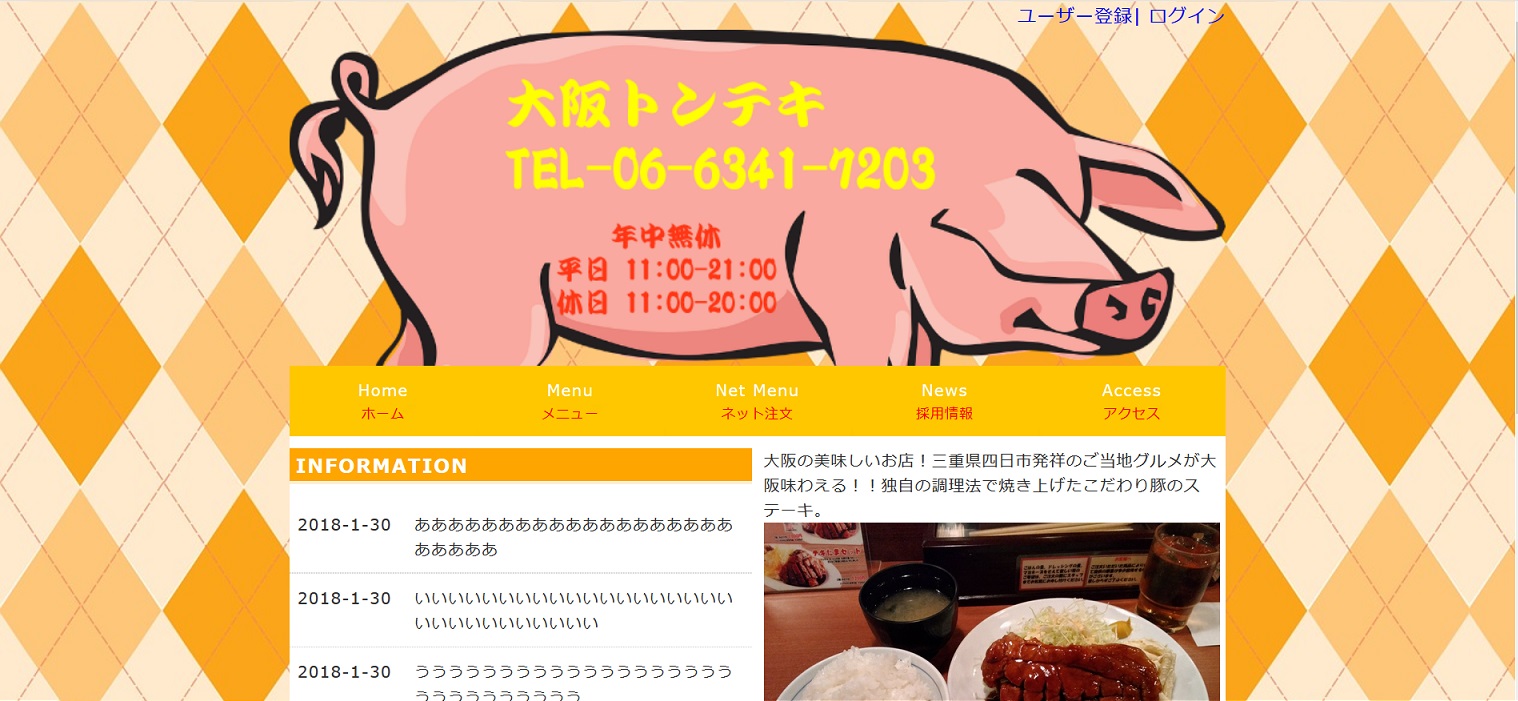 ユーザー登録| ログイン
大阪トンテキ
TEL-06-6341-7203
年中無休
平日 11:00-21:00
休日 11:00-20:00
Home Menu Net Menu News Access
ホーム メニュー ネット注文 採用情報 アクセス
INFORMATION
2018-1-30 あああああああああああああああああああ
あああああ
2018-1-30 いいいいいいいいいいいいいいいいいいい
いいいいいいいいいいい
2018-1-30 ううううううううううううううううううう
うううううううううう
大阪の美味しいお店！三重県四日市発祥のご当地グルメが大
阪味わえる！！独自の調理法で焼き上げたこだわり豚のス
テーキ。